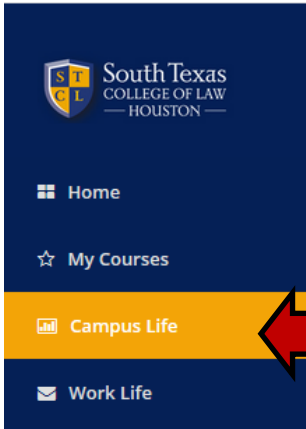 S T
C L
South Texas
COLLEGE OF LAW
HOUSTON
Home
My Courses
Campus Life
Work Life